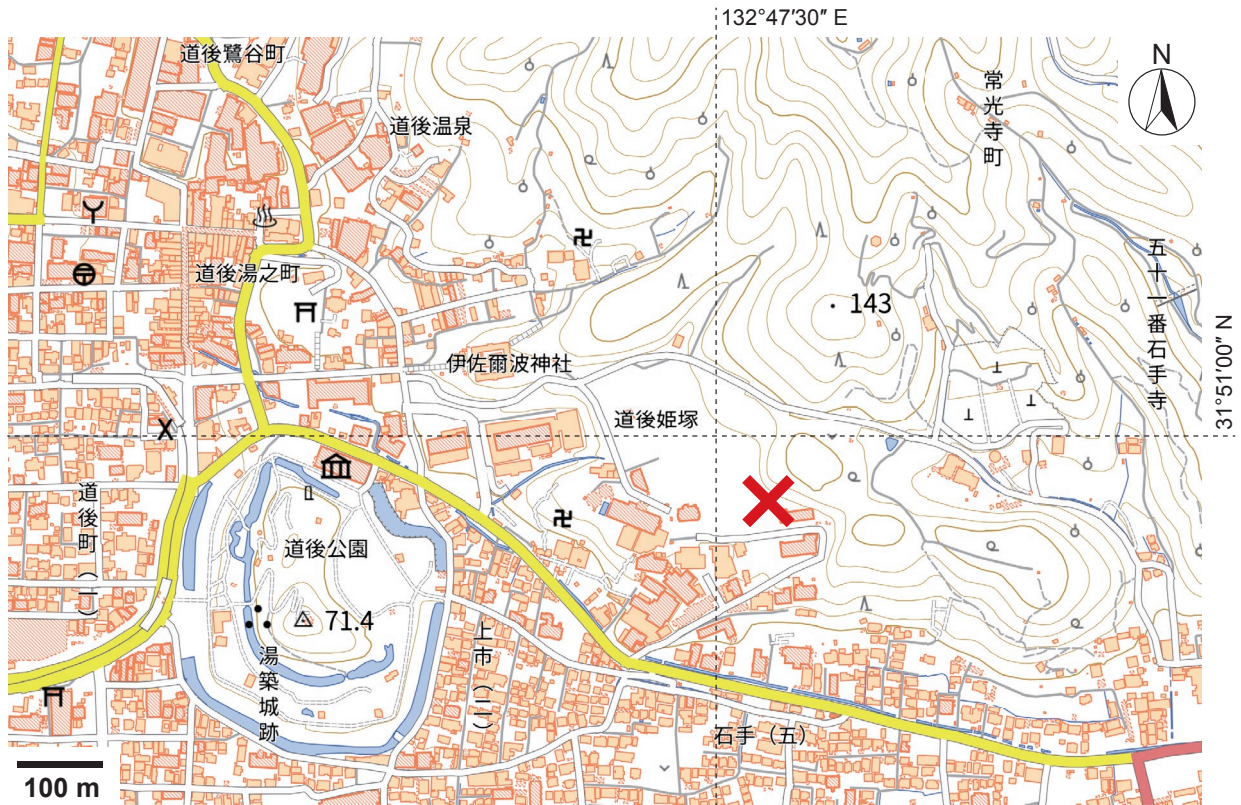 132°47′30″ E
N
道後鷺谷町
道後温泉
常光寺町
五十一番石手寺
道後湯之町
143
31°51′00″ N
伊佐爾波神社
道後姫塚
道後町（二）
道後公園
71.4
湯築城跡
上市（二）
石手（五）
100 m